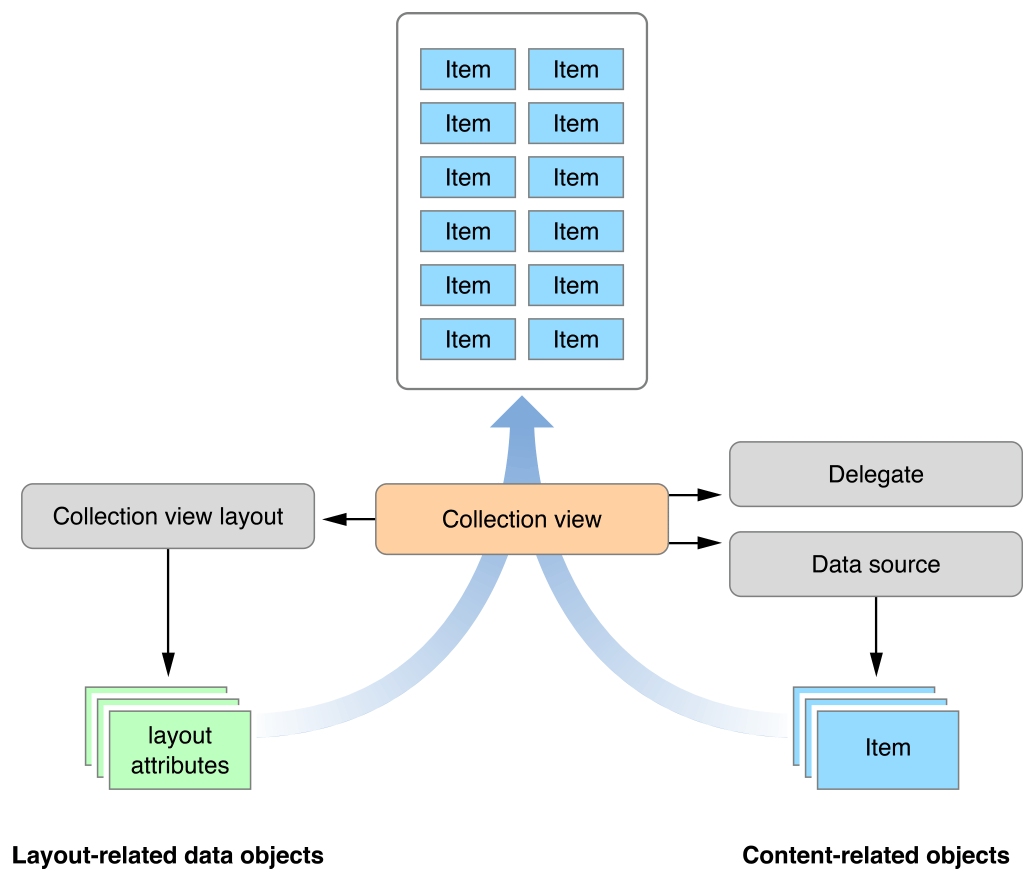 Item Item
Item Item
Item Item
Item Item
Item Item
Item Item
Delegate
Collection view layout
Collection view
Data source
layout
attributes
Item
Layout-related data objects
Content-related objects